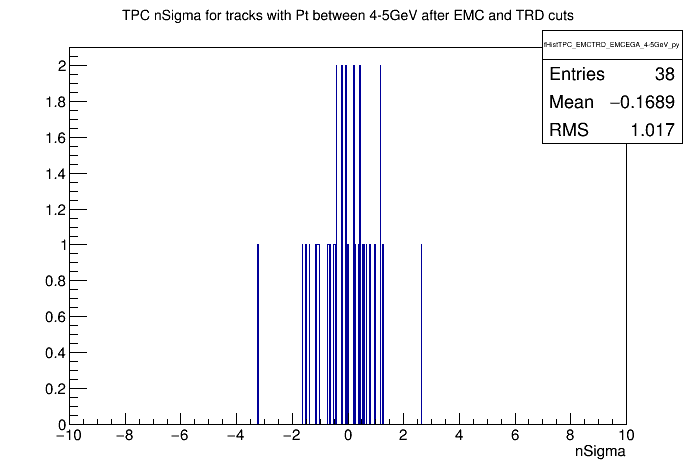 TPC nSigma for tracks with Pt between 4-5GeV after EMC and TRD cuts
fHistTPC_EMCTRD_EMCEGA_4-5GeV_py
Entries 38
Mean −0.1689
RMS 1.017
2
1.8
1.6
1.4
1.2
1
0.8
0.6
0.4
0.2
0
−10 −8 −6 −4 −2 0 2 4 6 8 10
nSigma